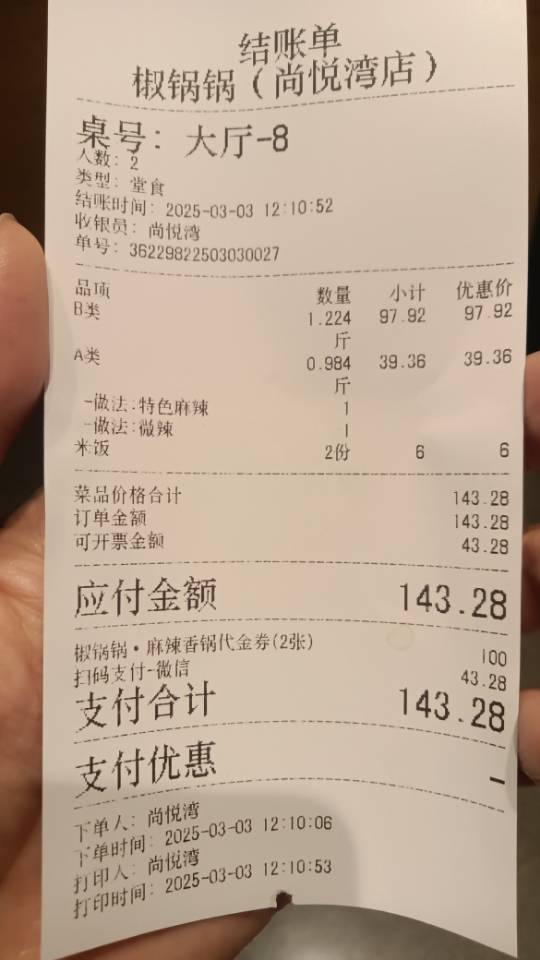 结账单
椒锅锅（尚悦湾店）
桌号: 大厅-8
人数: 2
类型: 堂食
结账时间: 2025-03-03 12:10:52
收银员: 尚悦湾
单号: 36229822503030027
品项 数量 小计 优惠价
B类 1.224 97.92 97.92
斤
A类 0.984 39.36 39.36
斤
-做法:特色麻辣 1
-做法:微辣 1
米饭 2份 6 6
菜品价格合计 143.28
订单金额 143.28
可开票金额 43.28
应付金额 143.28
椒锅锅·麻辣香锅代金券(2张) 100
扫码支付-微信 43.28
支付合计 143.28
支付优惠 -
下单人: 尚悦湾
下单时间: 2025-03-03 12:10:06
打印人: 尚悦湾
打印时间: 2025-03-03 12:10:53